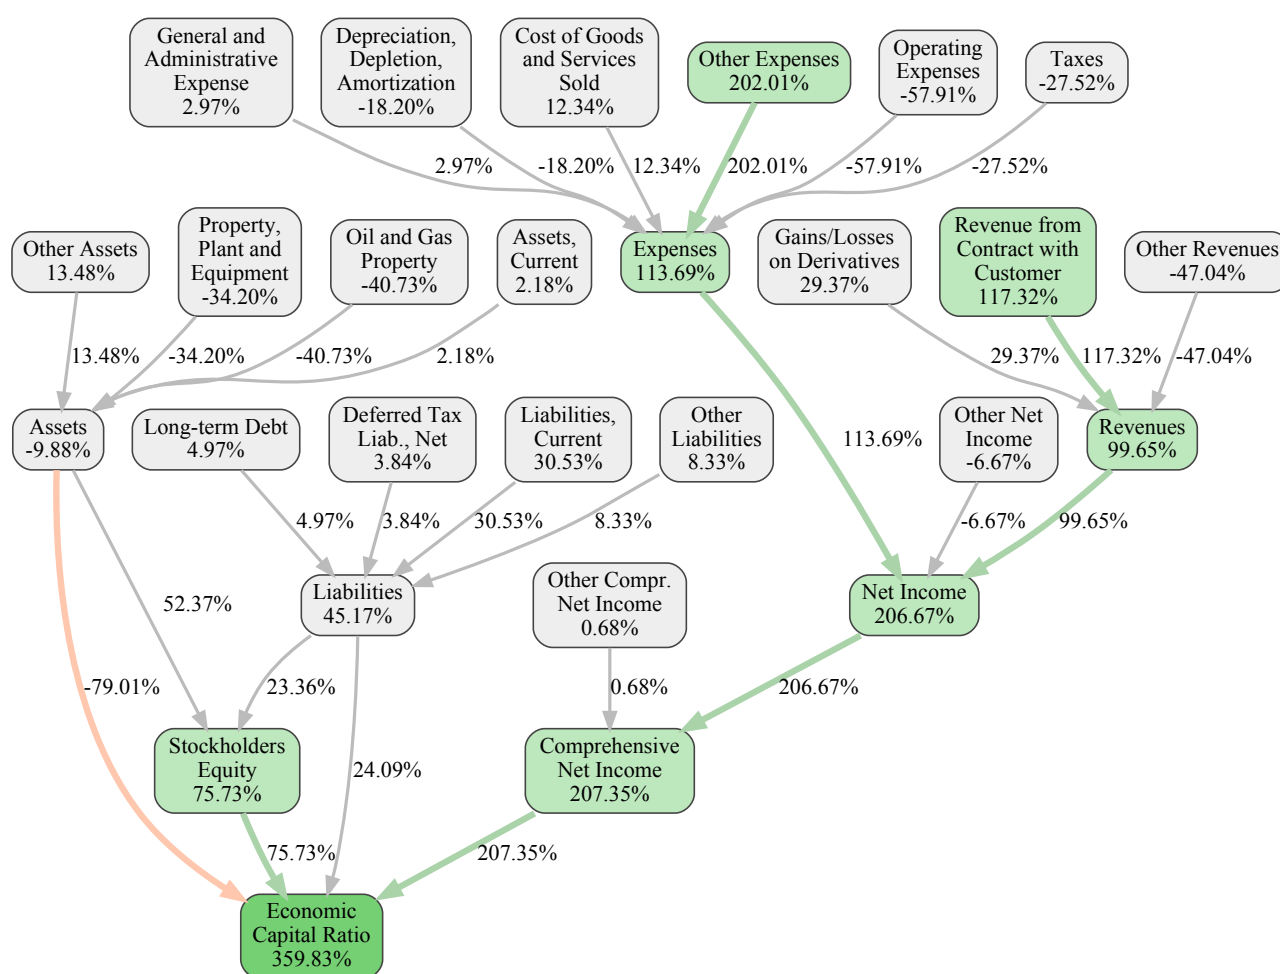 General and
Administrative
Expense
2.97%
Depreciation,
Depletion,
Amortization
-18.20%
Cost of Goods
and Services
Sold
12.34%
Other Expenses
202.01%
Operating
Expenses
-57.91%
Taxes
-27.52%
2.97%
-18.20%
12.34%
202.01%
-57.91%
-27.52%
Other Assets
13.48%
Property,
Plant and
Equipment
-34.20%
Oil and Gas
Property
-40.73%
Assets,
Current
2.18%
Expenses
113.69%
Gains/Losses
on Derivatives
29.37%
Revenue from
Contract with
Customer
117.32%
Other Revenues
-47.04%
13.48%
-34.20%
-40.73%
2.18%
29.37%
117.32%
-47.04%
Assets
-9.88%
Long-term Debt
4.97%
Deferred Tax
Liab., Net
3.84%
Liabilities,
Current
30.53%
Other
Liabilities
8.33%
113.69%
Other Net
Income
-6.67%
Revenues
99.65%
4.97%
3.84%
30.53%
8.33%
-6.67%
99.65%
52.37%
Liabilities
45.17%
Other Compr.
Net Income
0.68%
Net Income
206.67%
-79.01%
23.36%
0.68%
206.67%
Stockholders
Equity
75.73%
24.09%
Comprehensive
Net Income
207.35%
75.73%
207.35%
Economic
Capital Ratio
359.83%